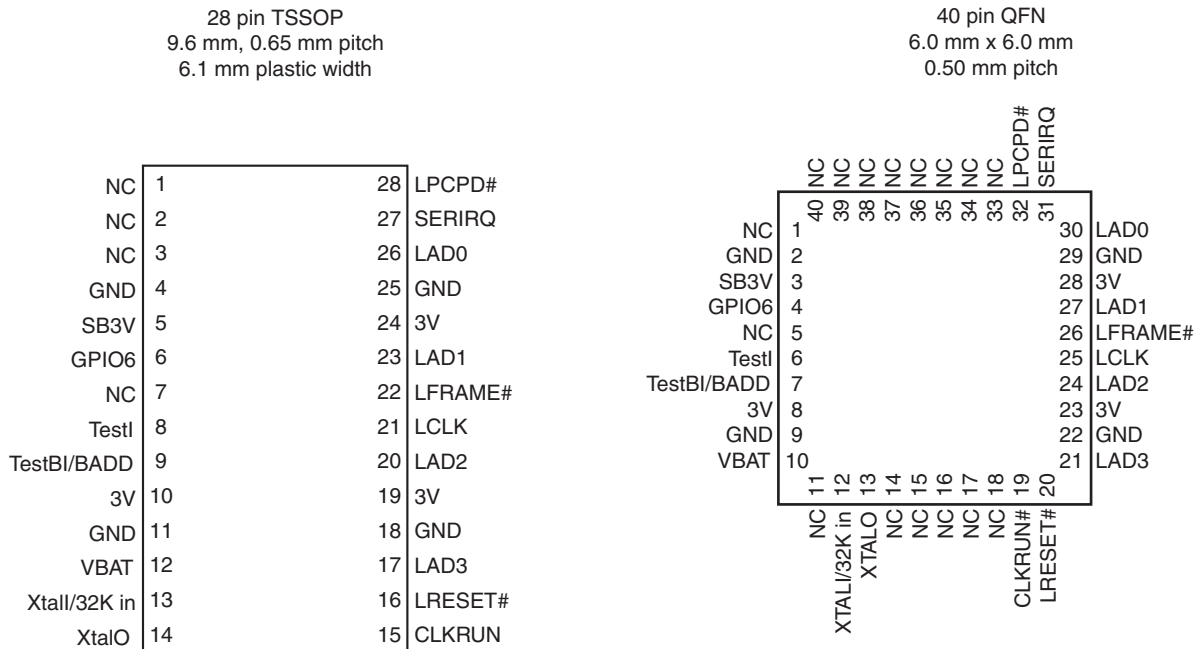 28 pin TSSOP
9.6 mm, 0.65 mm pitch
6.1 mm plastic width
NC 1 28 LPCPD#
NC 2 27 SERIRQ
NC 3 26 LAD0
GND 4 25 GND
SB3V 5 24 3V
GPIO6 6 23 LAD1
NC 7 22 LFRAME#
TestI 8 21 LCLK
TestBI/BADD 9 20 LAD2
3V 10 19 3V
GND 11 18 GND
VBAT 12 17 LAD3
XtalI/32K in 13 16 LRESET#
XtalO 14 15 CLKRUN
40 pin QFN
6.0 mm x 6.0 mm
0.50 mm pitch
NC NC NC NC NC NC NC NC LPCPD# SERIRQ
40 39 38 37 36 35 34 33 32 31
NC 1 30 LAD0
GND 2 29 GND
SB3V 3 28 3V
GPIO6 4 27 LAD1
NC 5 26 LFRAME#
TestI 6 25 LCLK
TestBI/BADD 7 24 LAD2
3V 8 23 3V
GND 9 22 GND
VBAT 10 21 LAD3
11 12 13 14 15 16 17 18 19 20
NC XTALI/32K in XTALO NC NC NC NC NC CLKRUN# LRESET#